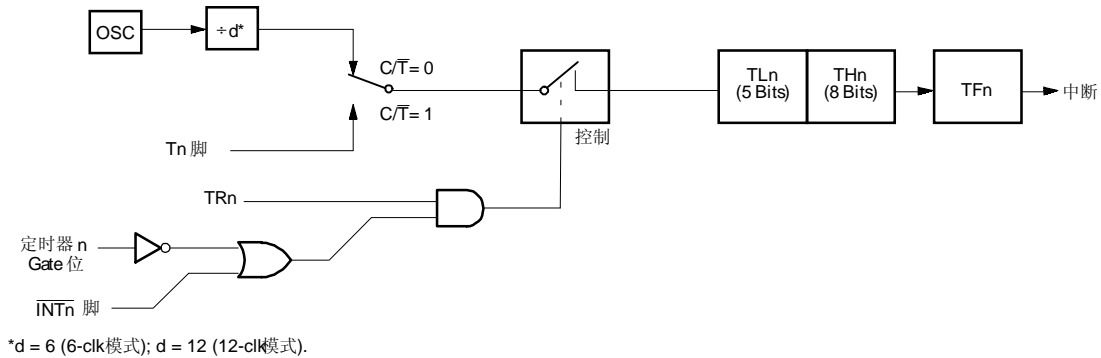 OSC
÷d*
C/T̅= 0
C/T̅= 1
Tn 脚
控制
TLn
(5 Bits)
THn
(8 Bits)
TFn
中断
TRn
定时器 n
Gate 位
I̅N̅T̅n̅ 脚
*d = 6 (6-clk模式); d = 12 (12-clk模式).